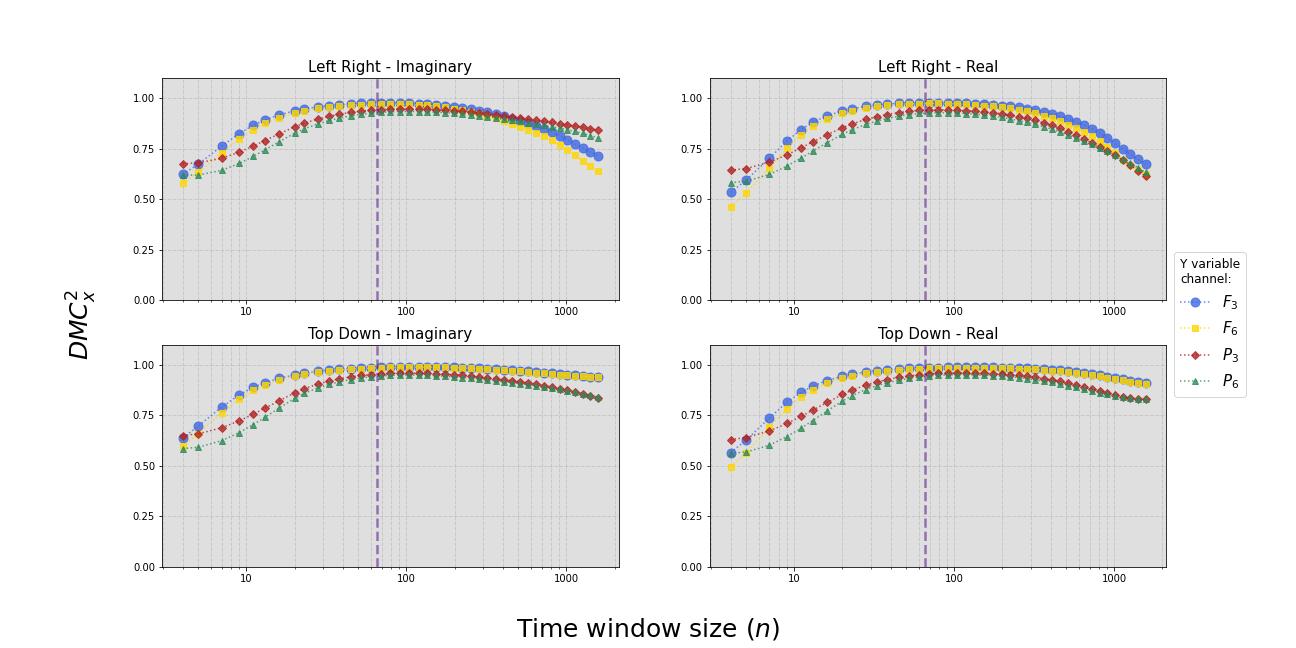 Left Right - Imaginary
Left Right - Real
1.00
0.75
0.50
0.25
0.00
10
100
1000
1.00
0.75
0.50
0.25
0.00
10
100
1000
Top Down - Imaginary
Top Down - Real
1.00
0.75
0.50
0.25
0.00
10
100
1000
1.00
0.75
0.50
0.25
0.00
10
100
1000
DMC²ₓ
Y variable
channel:
F₃
F₆
P₃
P₆
Time window size (n)